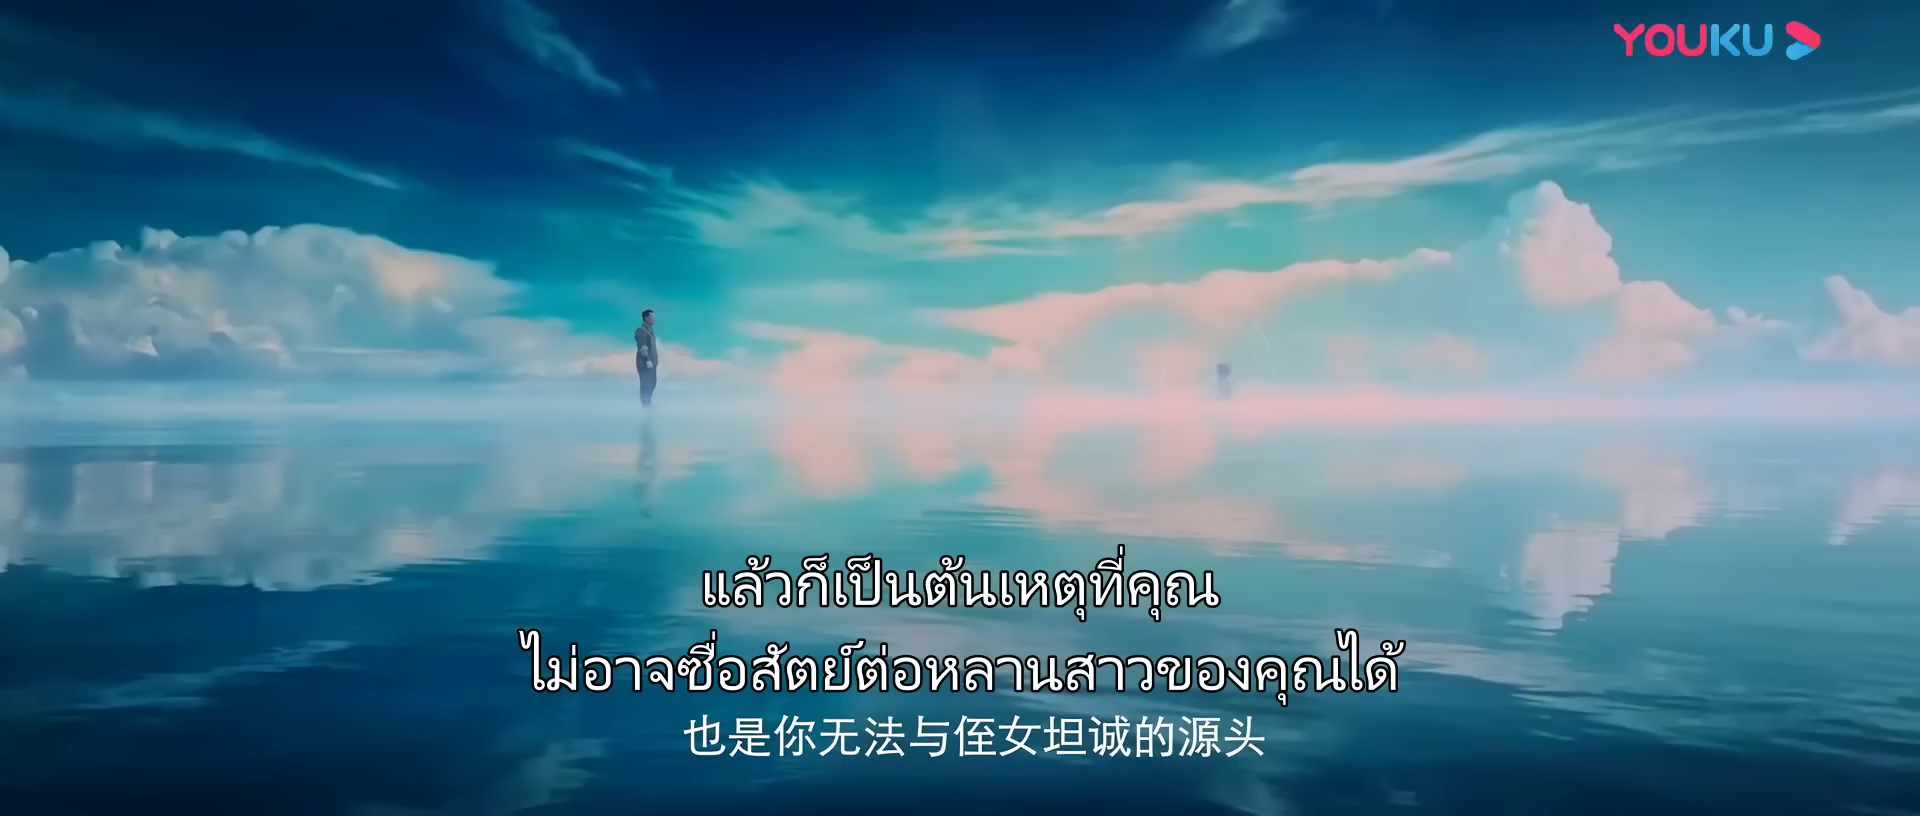 YOUKU
แล้วก็เป็นต้นเหตุที่คุณ
ไม่อาจซื่อสัตย์ต่อหลานสาวของคุณได้
也是你无法与侄女坦诚的源头